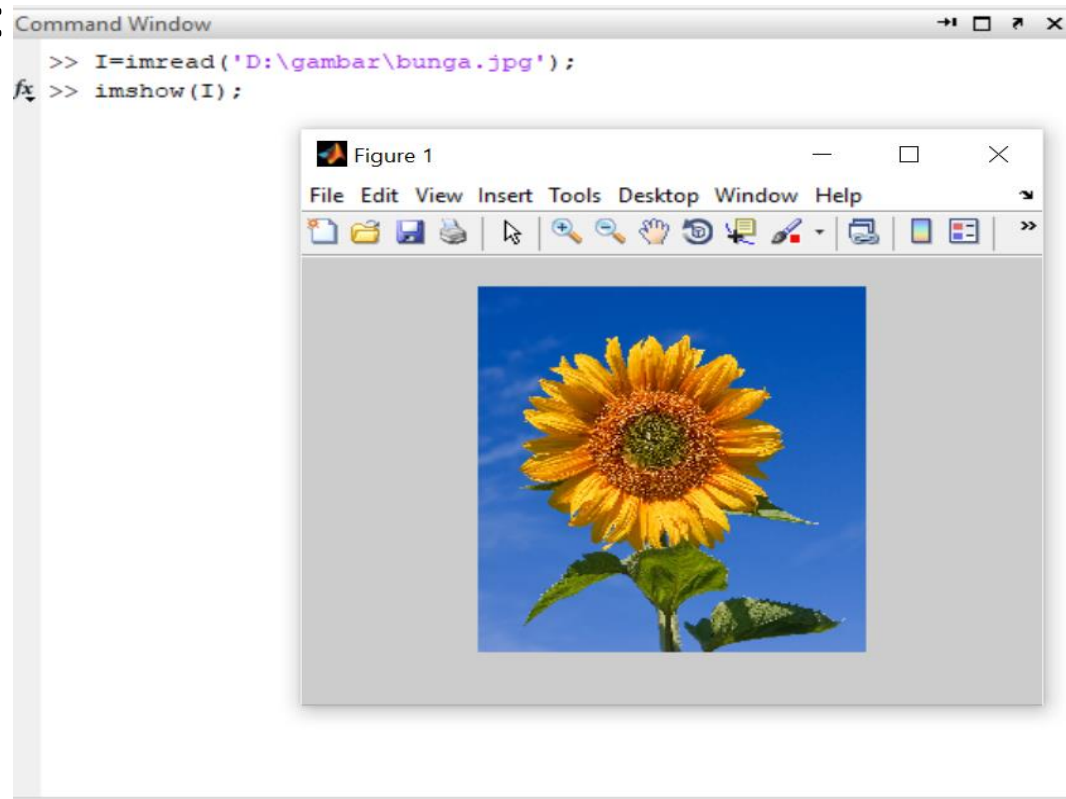 Command Window
>> I=imread('D:\gambar\bunga.jpg');
fx >> imshow(I);
Figure 1
File Edit View Insert Tools Desktop Window Help